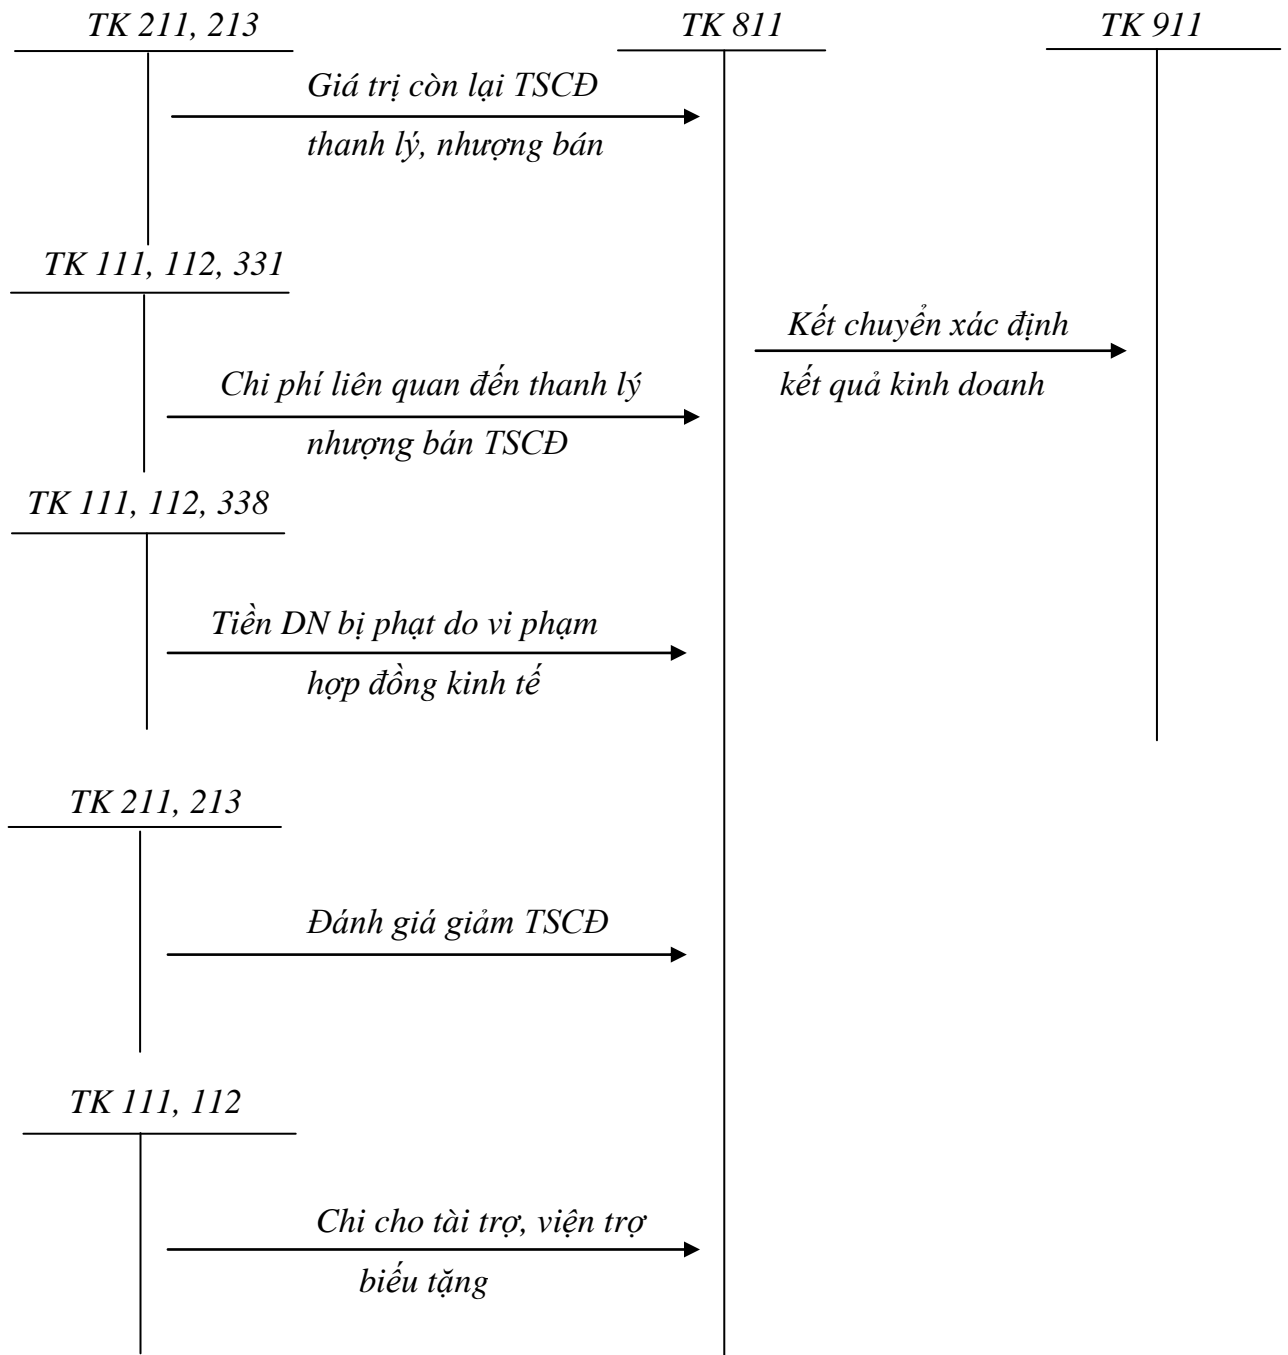 TK 211, 213
TK 811
TK 911
Giá trị còn lại TSCĐ
thanh lý, nhượng bán
TK 111, 112, 331
Kết chuyển xác định
kết quả kinh doanh
Chi phí liên quan đến thanh lý
nhượng bán TSCĐ
TK 111, 112, 338
Tiền DN bị phạt do vi phạm
hợp đồng kinh tế
TK 211, 213
Đánh giá giảm TSCĐ
TK 111, 112
Chi cho tài trợ, viện trợ
biếu tặng